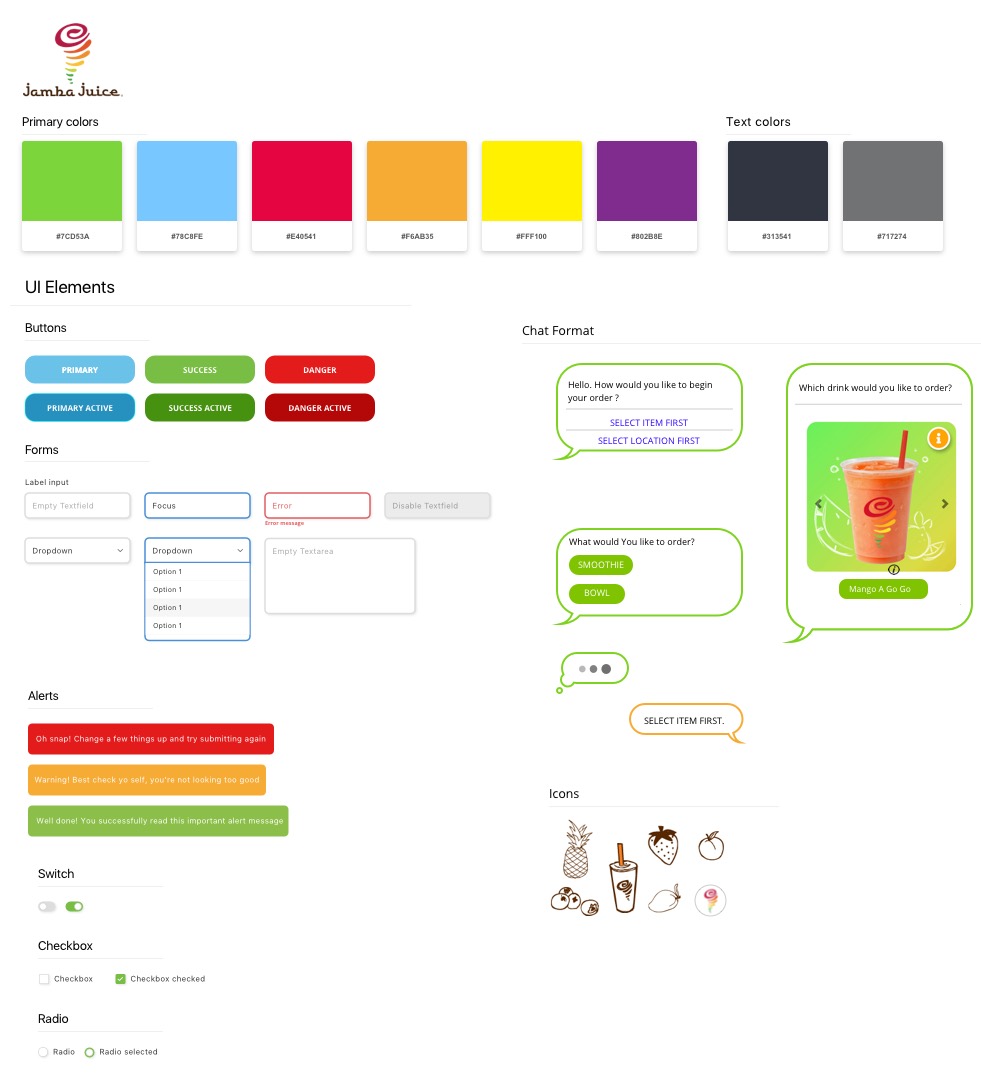 Jamba Juice.
Primary colors
Text colors
#7CD53A
#78C8FE
#E40541
#F6AB35
#FFF100
#802B8E
#313541
#717274
UI Elements
Buttons
PRIMARY
SUCCESS
DANGER
PRIMARY ACTIVE
SUCCESS ACTIVE
DANGER ACTIVE
Forms
Label input
Empty Textfield
Focus
Error
Disable Textfield
Error message
Dropdown
Dropdown
Empty Textarea
Option 1
Option 1
Option 1
Option 1
Alerts
Oh snap! Change a few things up and try submitting again
Warning! Best check yo self, you're not looking too good
Well done! You successfully read this important alert message
Switch
Checkbox
Checkbox
Checkbox checked
Radio
Radio
Radio selected
Chat Format
Hello. How would you like to begin
your order ?
SELECT ITEM FIRST
SELECT LOCATION FIRST
What would You like to order?
SMOOTHIE
BOWL
SELECT ITEM FIRST.
Which drink would you like to order?
i
i
Mango A Go Go
Icons